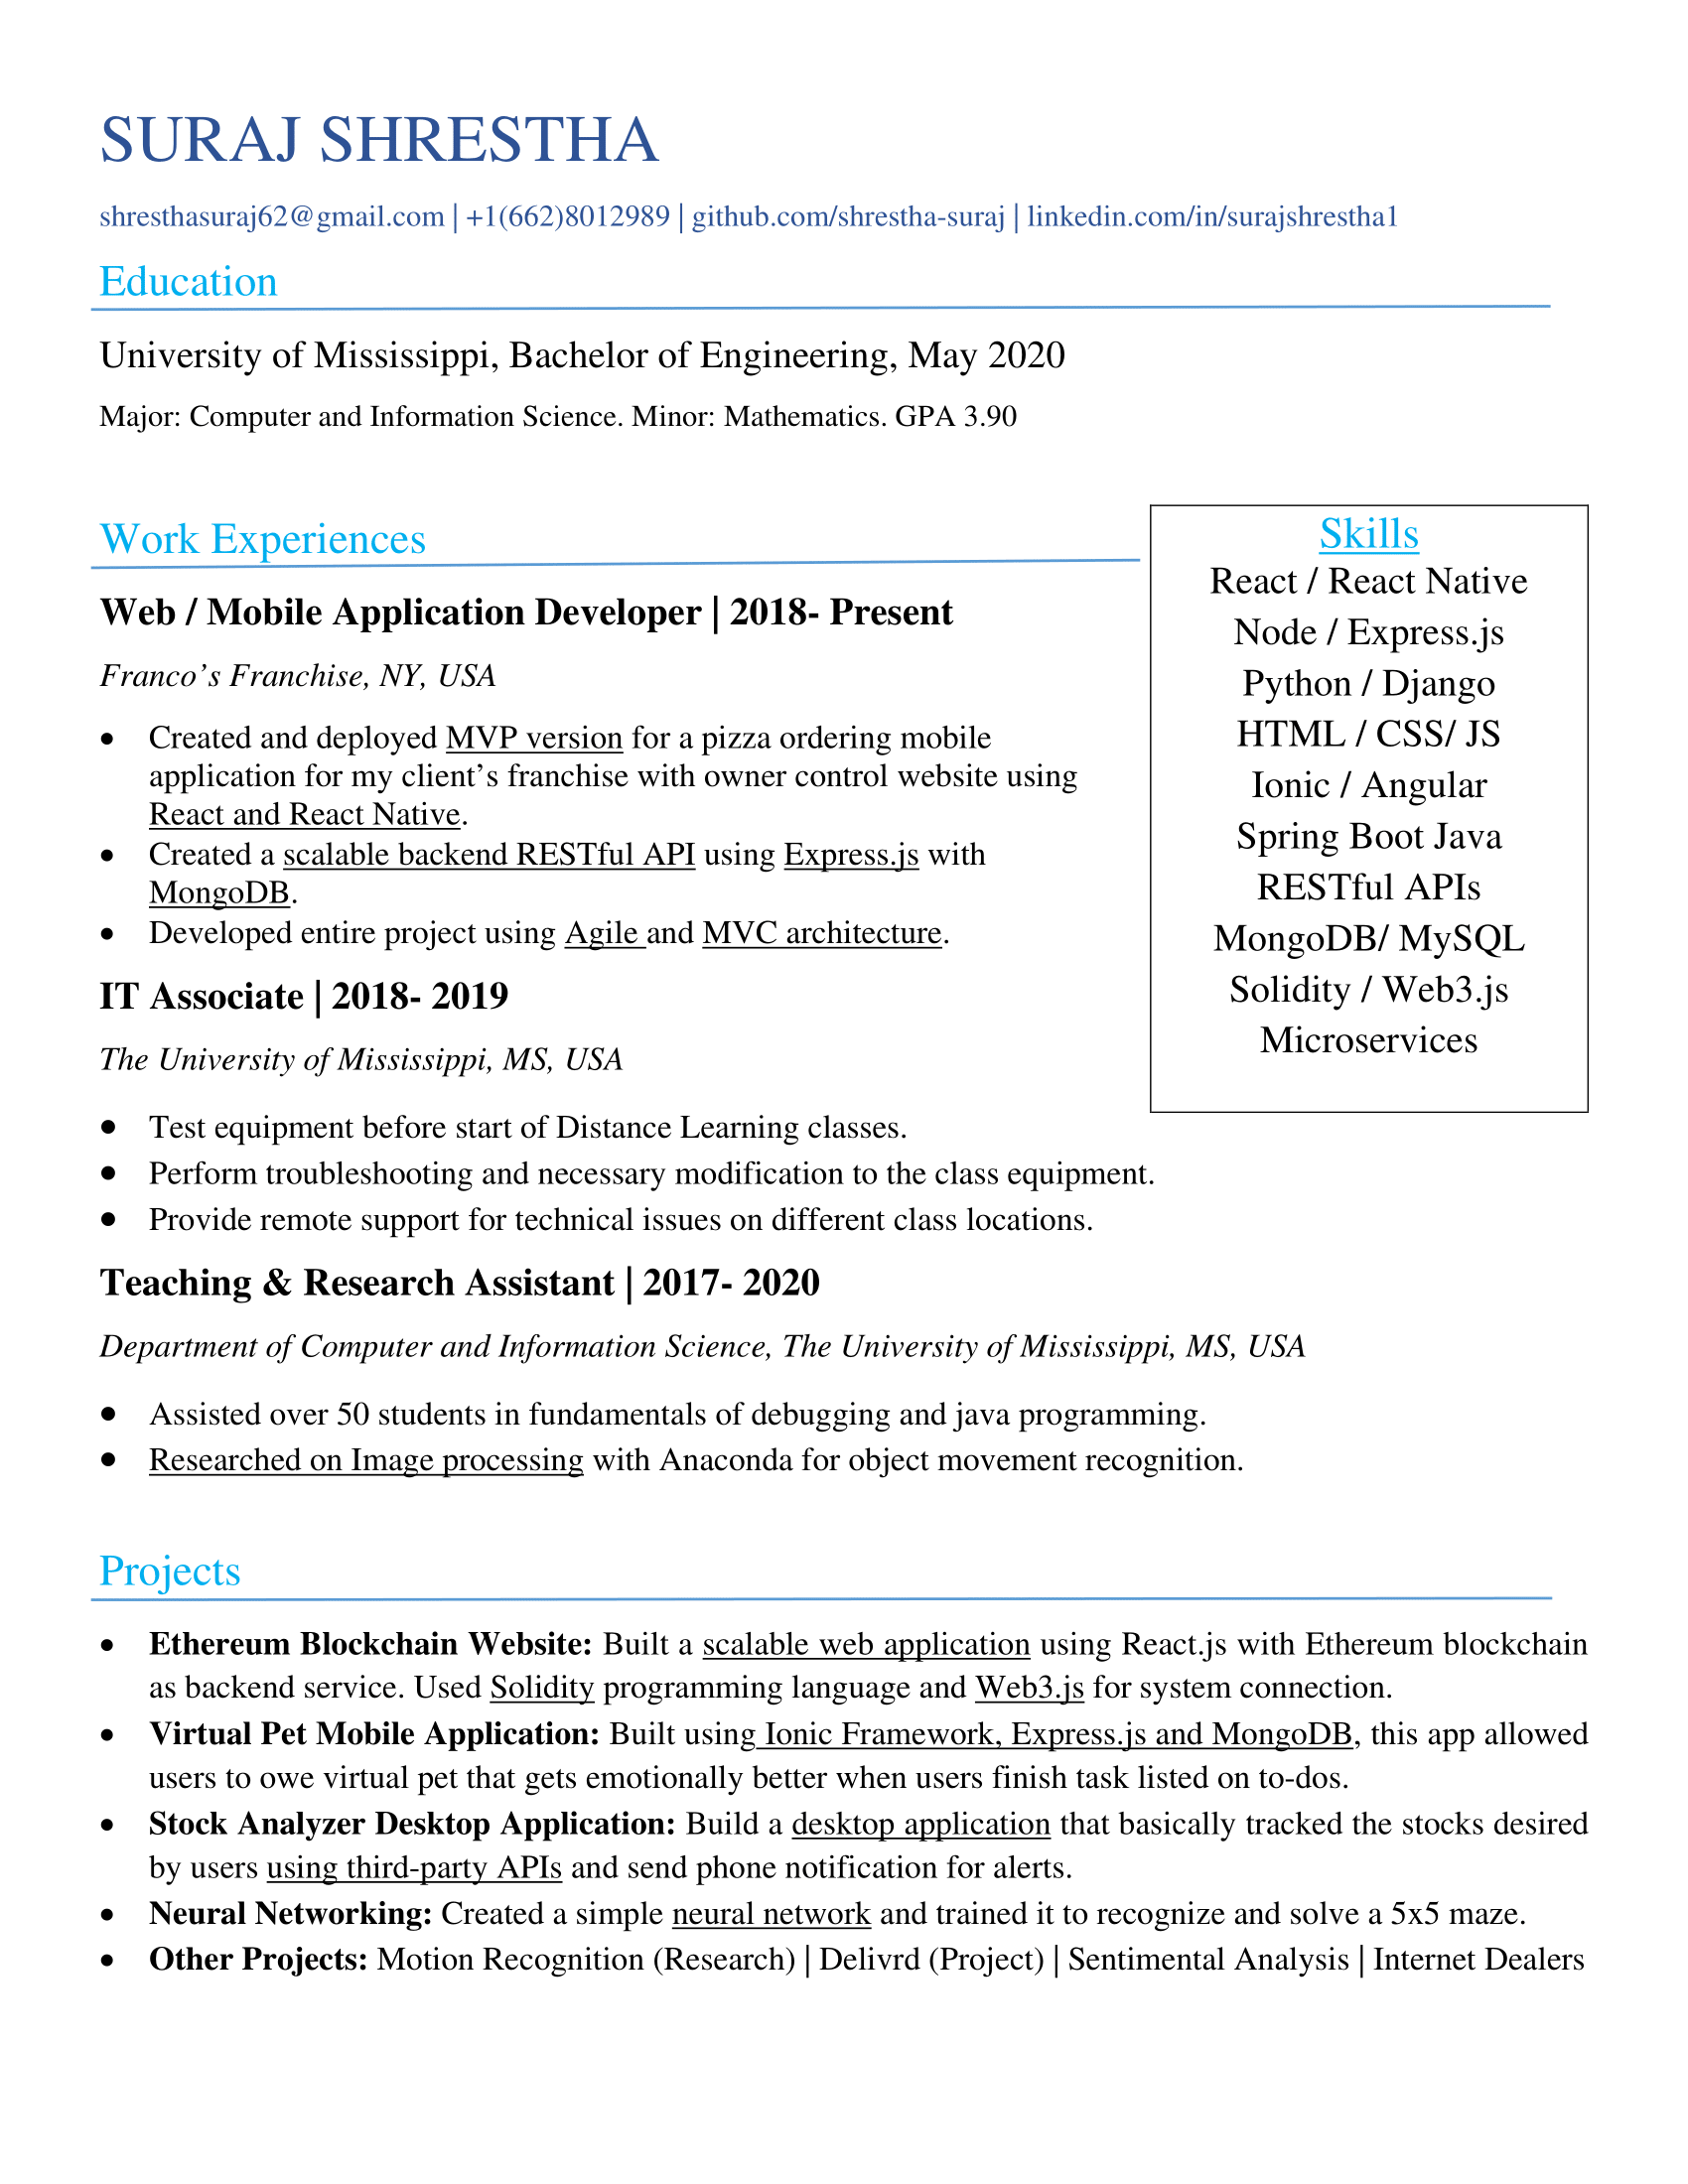 SURAJ SHRESTHA
shresthasuraj62@gmail.com | +1(662)8012989 | github.com/shrestha-suraj | linkedin.com/in/surajshrestha1
Education
University of Mississippi, Bachelor of Engineering, May 2020
Major: Computer and Information Science. Minor: Mathematics. GPA 3.90
Work Experiences
Web / Mobile Application Developer | 2018- Present
Franco’s Franchise, NY, USA
• Created and deployed MVP version for a pizza ordering mobile
application for my client’s franchise with owner control website using
React and React Native.
• Created a scalable backend RESTful API using Express.js with
MongoDB.
• Developed entire project using Agile and MVC architecture.
IT Associate | 2018- 2019
The University of Mississippi, MS, USA
• Test equipment before start of Distance Learning classes.
• Perform troubleshooting and necessary modification to the class equipment.
• Provide remote support for technical issues on different class locations.
Teaching & Research Assistant | 2017- 2020
Department of Computer and Information Science, The University of Mississippi, MS, USA
• Assisted over 50 students in fundamentals of debugging and java programming.
• Researched on Image processing with Anaconda for object movement recognition.
Skills
React / React Native
Node / Express.js
Python / Django
HTML / CSS/ JS
Ionic / Angular
Spring Boot Java
RESTful APIs
MongoDB/ MySQL
Solidity / Web3.js
Microservices
Projects
• Ethereum Blockchain Website: Built a scalable web application using React.js with Ethereum blockchain
as backend service. Used Solidity programming language and Web3.js for system connection.
• Virtual Pet Mobile Application: Built using Ionic Framework, Express.js and MongoDB, this app allowed
users to owe virtual pet that gets emotionally better when users finish task listed on to-dos.
• Stock Analyzer Desktop Application: Build a desktop application that basically tracked the stocks desired
by users using third-party APIs and send phone notification for alerts.
• Neural Networking: Created a simple neural network and trained it to recognize and solve a 5x5 maze.
• Other Projects: Motion Recognition (Research) | Delivrd (Project) | Sentimental Analysis | Internet Dealers